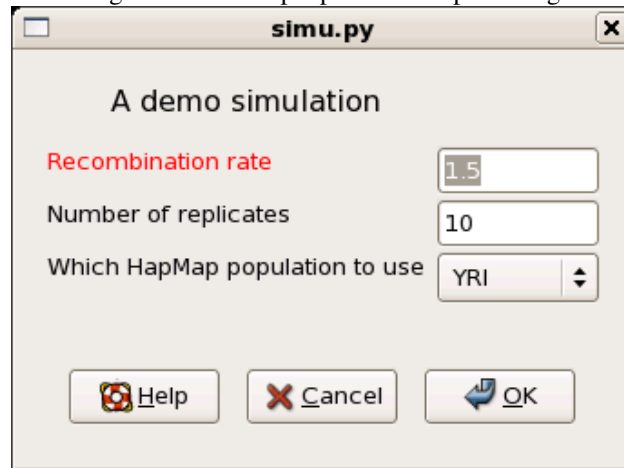 simu.py
A demo simulation
Recombination rate 1.5
Number of replicates 10
Which HapMap population to use YRI
Help Cancel OK